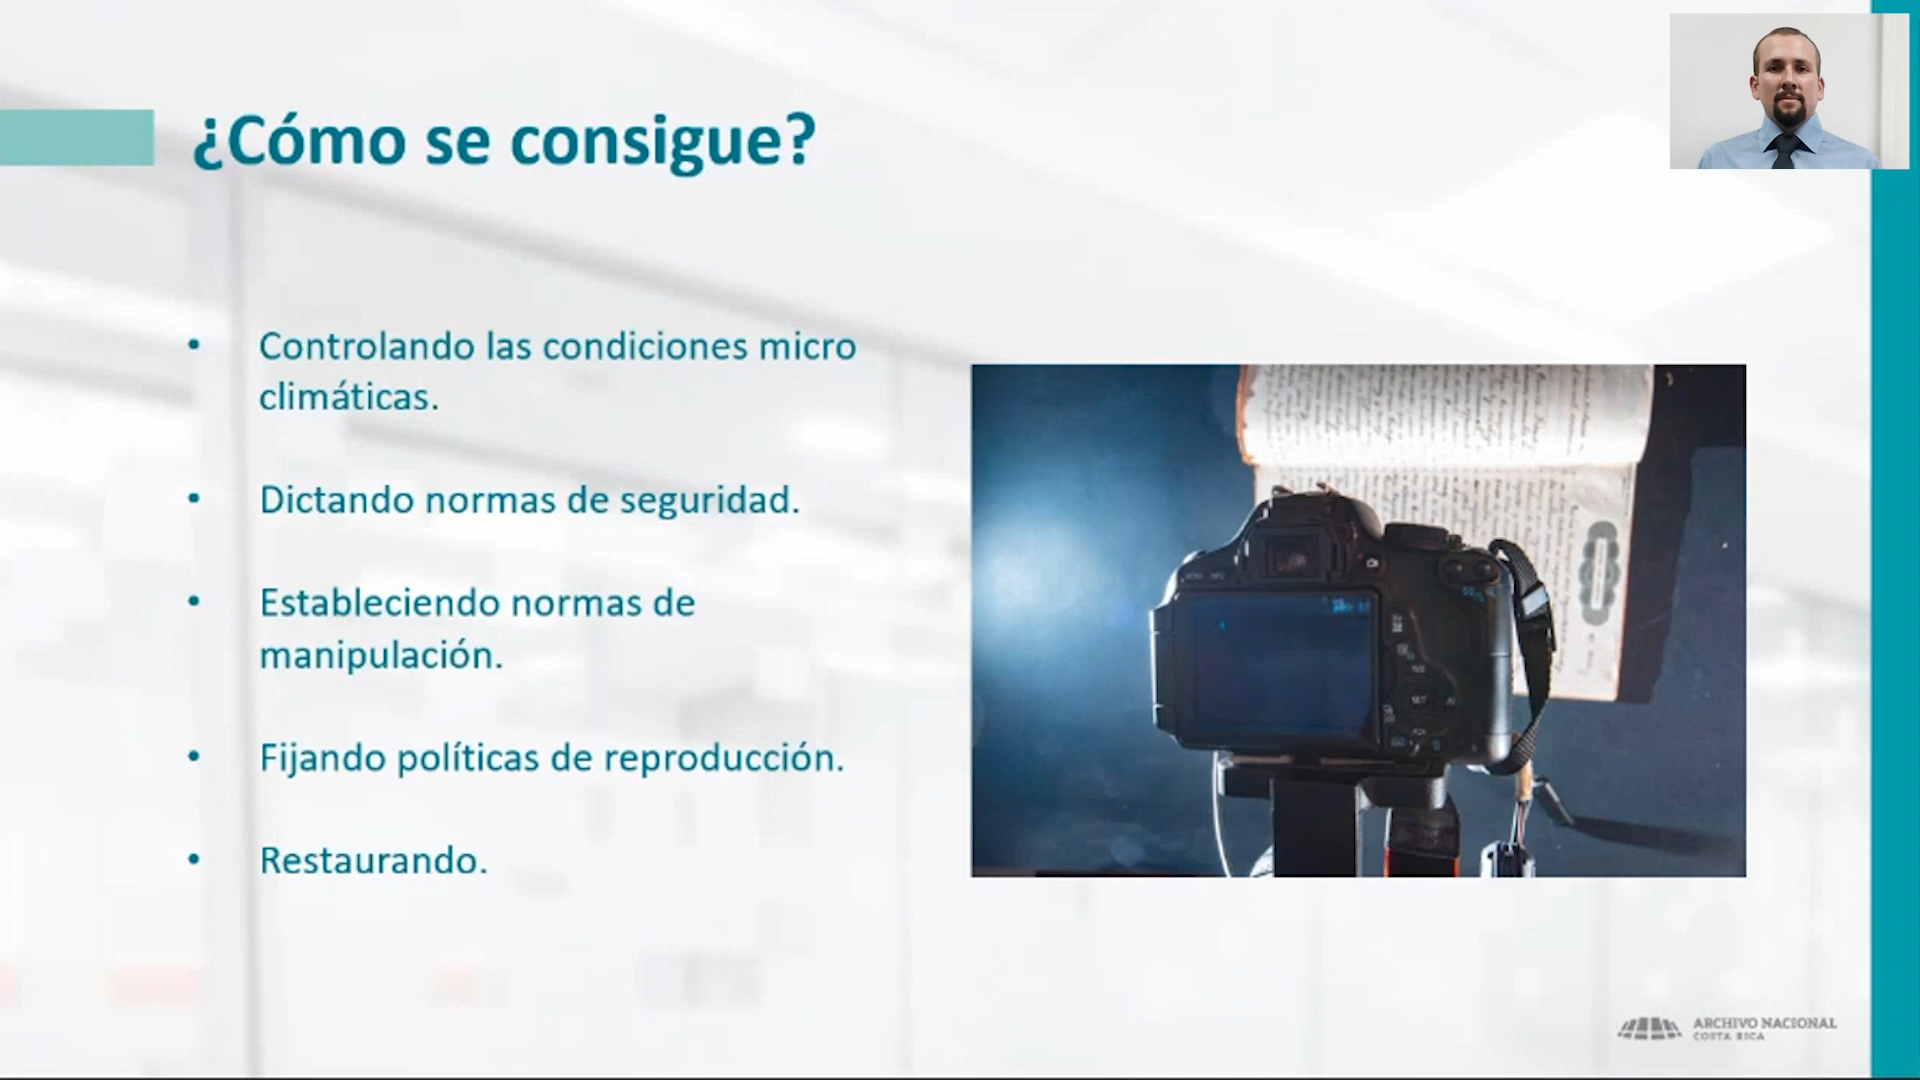 ¿Cómo se consigue?
• Controlando las condiciones micro
climáticas.
• Dictando normas de seguridad.
• Estableciendo normas de
manipulación.
• Fijando políticas de reproducción.
• Restaurando.
ARCHIVO NACIONAL
COSTA RICA